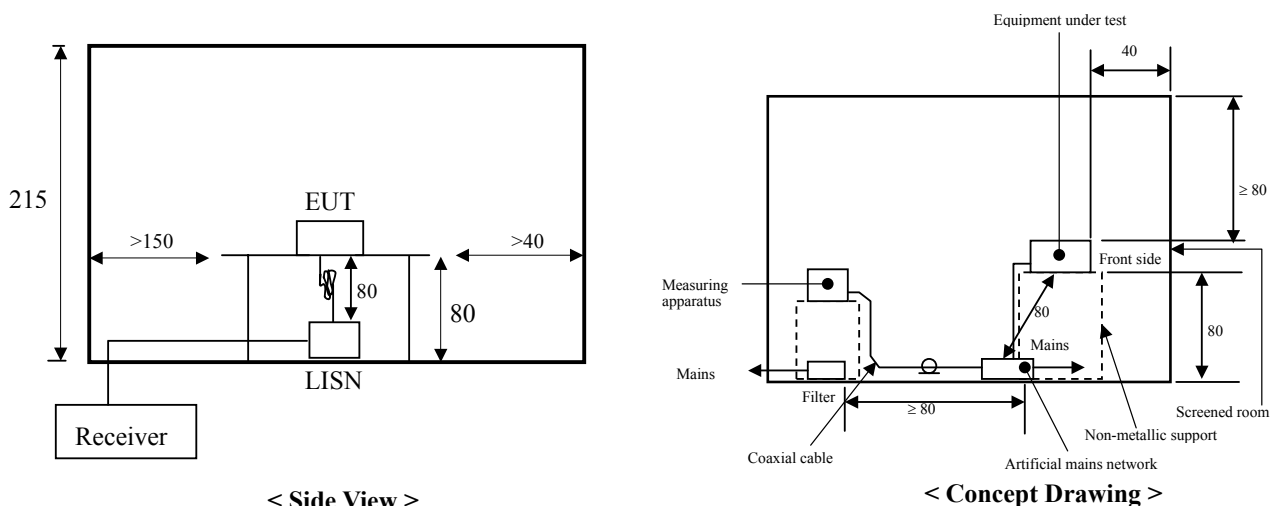 215
EUT
>150
>40
80
80
LISN
Receiver
< Side View >
Equipment under test
40
≥ 80
Front side
Measuring
apparatus
80
80
Mains
Mains
Filter
≥ 80
Screened room
Non-metallic support
Coaxial cable
Artificial mains network
< Concept Drawing >